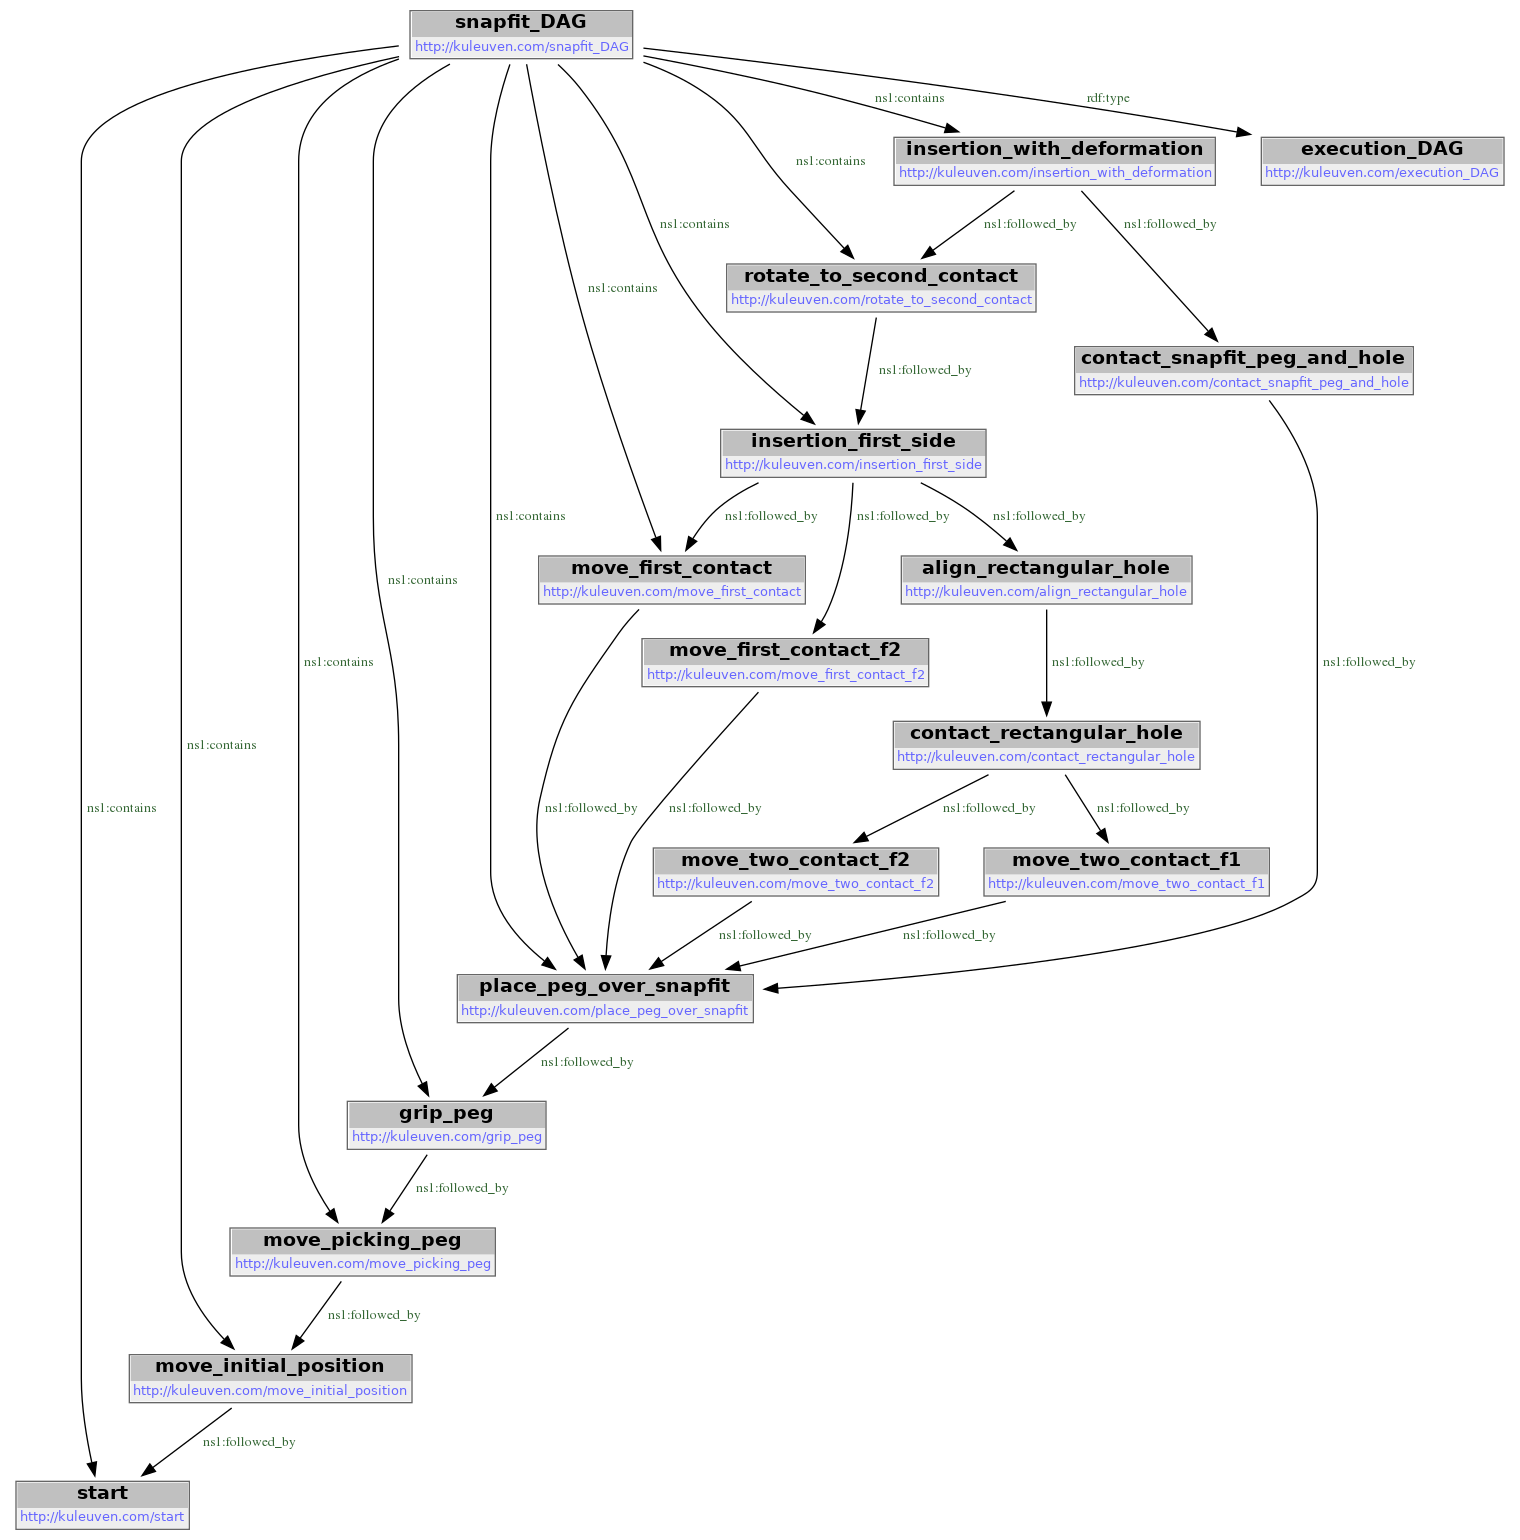 snapfit_DAG
http://kuleuven.com/snapfit_DAG
ns1:contains
rdf:type
insertion_with_deformation
http://kuleuven.com/insertion_with_deformation
execution_DAG
http://kuleuven.com/execution_DAG
ns1:contains
ns1:contains
ns1:followed_by
ns1:followed_by
rotate_to_second_contact
http://kuleuven.com/rotate_to_second_contact
ns1:contains
contact_snapfit_peg_and_hole
http://kuleuven.com/contact_snapfit_peg_and_hole
ns1:followed_by
insertion_first_side
http://kuleuven.com/insertion_first_side
ns1:contains
ns1:followed_by
ns1:followed_by
ns1:followed_by
move_first_contact
http://kuleuven.com/move_first_contact
align_rectangular_hole
http://kuleuven.com/align_rectangular_hole
ns1:contains
move_first_contact_f2
http://kuleuven.com/move_first_contact_f2
ns1:contains
ns1:followed_by
ns1:followed_by
contact_rectangular_hole
http://kuleuven.com/contact_rectangular_hole
ns1:contains
ns1:contains
ns1:followed_by
ns1:followed_by
ns1:followed_by
ns1:followed_by
move_two_contact_f2
http://kuleuven.com/move_two_contact_f2
move_two_contact_f1
http://kuleuven.com/move_two_contact_f1
ns1:followed_by
ns1:followed_by
place_peg_over_snapfit
http://kuleuven.com/place_peg_over_snapfit
ns1:followed_by
grip_peg
http://kuleuven.com/grip_peg
ns1:followed_by
move_picking_peg
http://kuleuven.com/move_picking_peg
ns1:followed_by
move_initial_position
http://kuleuven.com/move_initial_position
ns1:followed_by
start
http://kuleuven.com/start